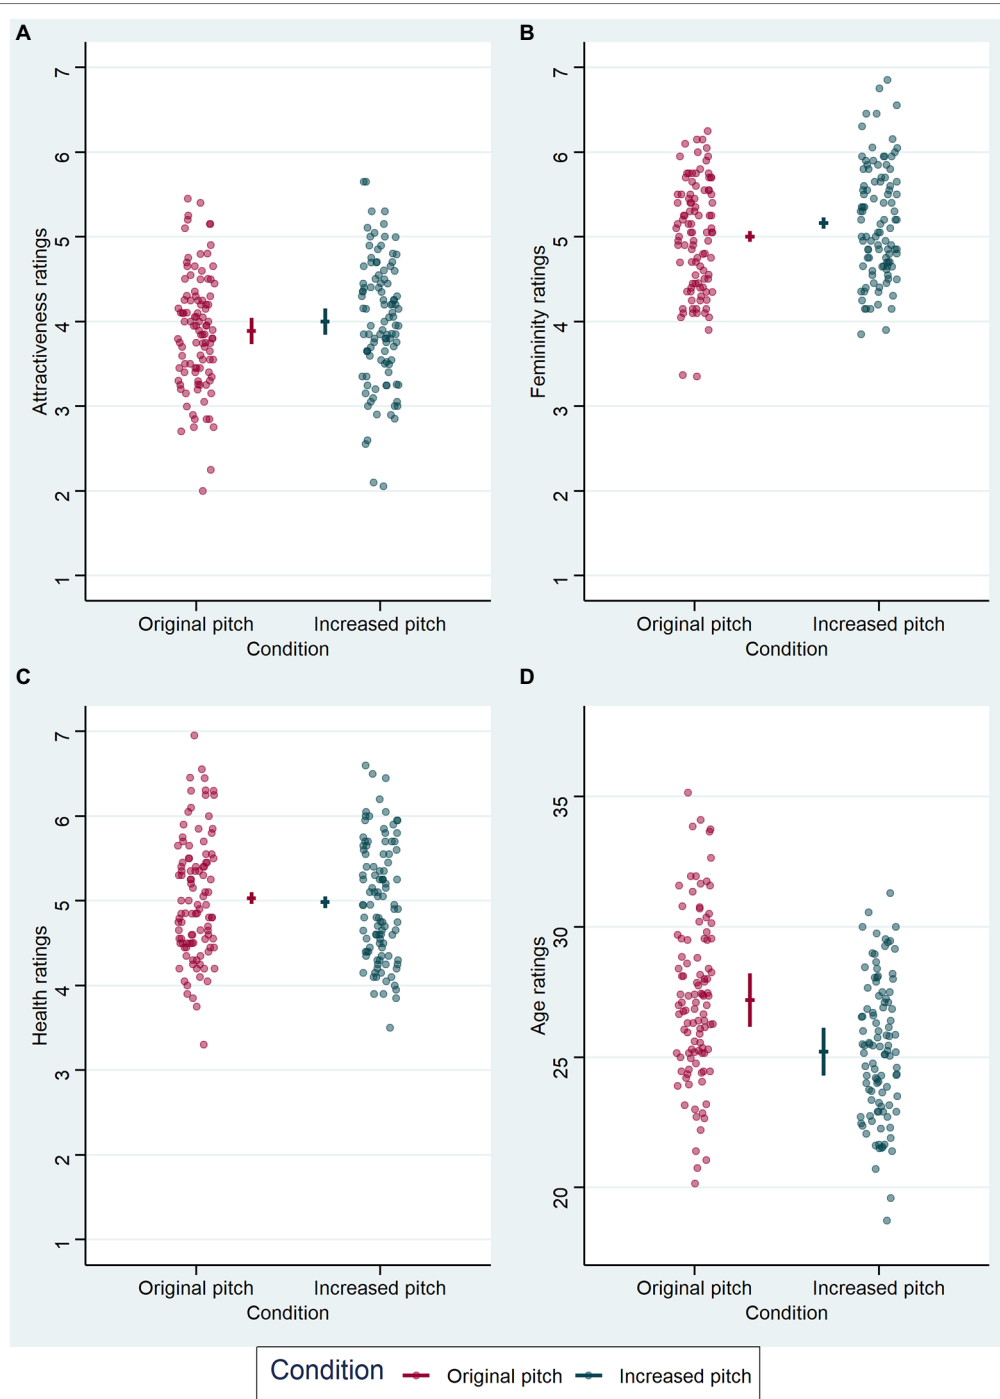 A
Attractiveness ratings
7
6
5
4
3
2
1
Original pitch Increased pitch
Condition
B
Femininity ratings
7
6
5
4
3
2
1
Original pitch Increased pitch
Condition
C
Health ratings
7
6
5
4
3
2
1
Original pitch Increased pitch
Condition
D
Age ratings
35
30
25
20
Original pitch Increased pitch
Condition
Condition Original pitch Increased pitch